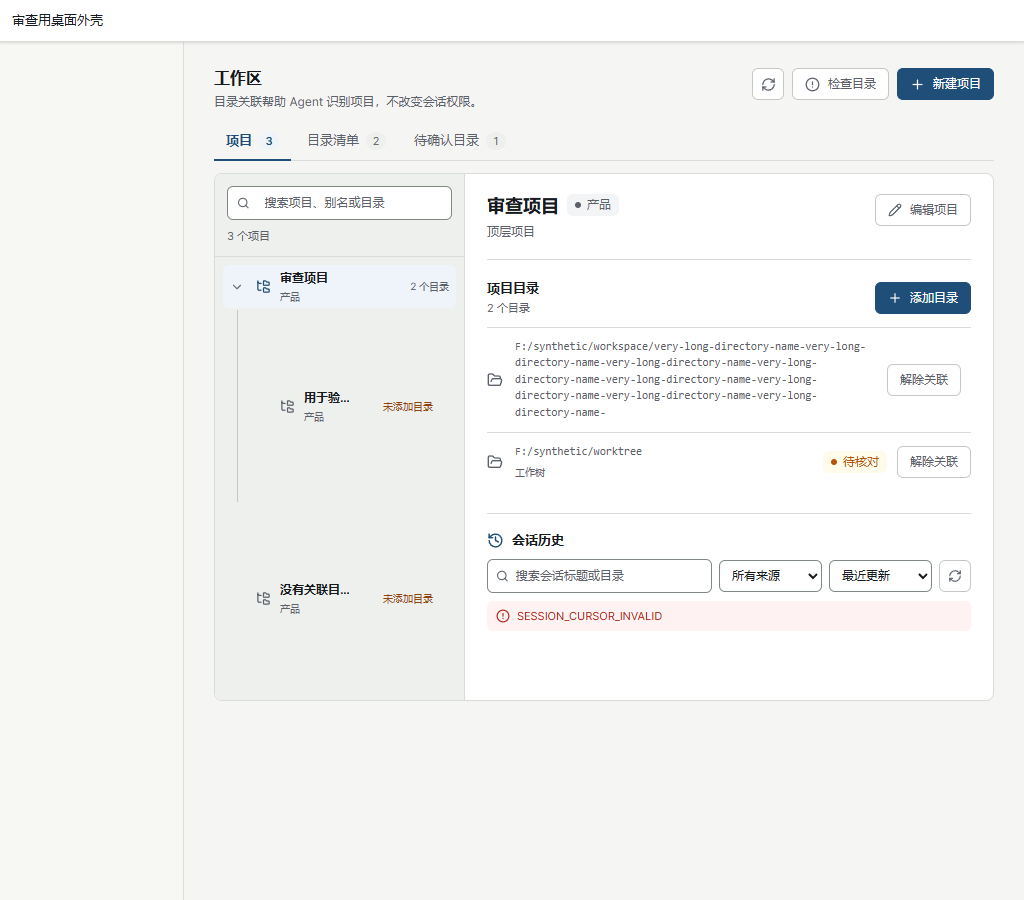 审查用桌面外壳
工作区
目录关联帮助 Agent 识别项目，不改变会话权限。
检查目录
新建项目
项目 3
目录清单 2
待确认目录 1
搜索项目、别名或目录
3 个项目
审查项目
产品
2 个目录
用于验...
产品
未添加目录
没有关联目...
产品
未添加目录
审查项目
产品
顶层项目
编辑项目
项目目录
2 个目录
添加目录
F:/synthetic/workspace/very-long-directory-name-very-long-
directory-name-very-long-directory-name-very-long-
directory-name-very-long-directory-name-very-long-
directory-name-very-long-directory-name-very-long-
directory-name-
解除关联
F:/synthetic/worktree
工作树
待核对
解除关联
会话历史
搜索会话标题或目录
所有来源
最近更新
SESSION_CURSOR_INVALID